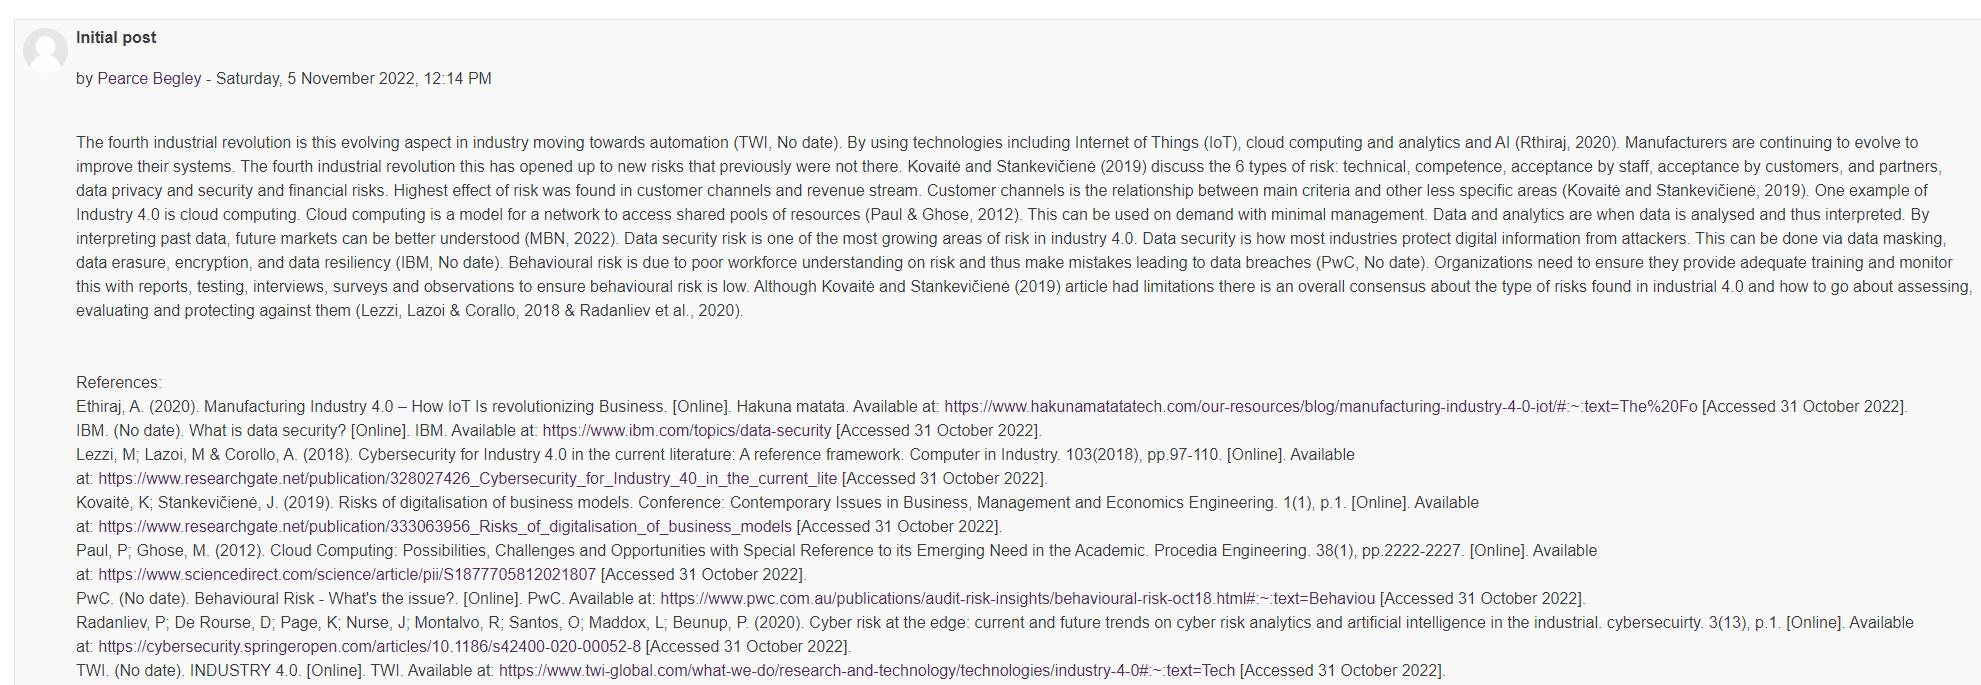 Initial post
by Pearce Begley - Saturday, 5 November 2022, 12:14 PM
The fourth industrial revolution is this evolving aspect in industry moving towards automation (TWI, No date). By using technologies including Internet of Things (IoT), cloud computing and analytics and AI (Rthiraj, 2020). Manufacturers are continuing to evolve to
improve their systems. The fourth industrial revolution this has opened up to new risks that previously were not there. Kovaitė and Stankevičienė (2019) discuss the 6 types of risk: technical, competence, acceptance by staff, acceptance by customers, and partners,
data privacy and security and financial risks. Highest effect of risk was found in customer channels and revenue stream. Customer channels is the relationship between main criteria and other less specific areas (Kovaitė and Stankevičienė, 2019). One example of
Industry 4.0 is cloud computing. Cloud computing is a model for a network to access shared pools of resources (Paul & Ghose, 2012). This can be used on demand with minimal management. Data and analytics are when data is analysed and thus interpreted. By
interpreting past data, future markets can be better understood (MBN, 2022). Data security risk is one of the most growing areas of risk in industry 4.0. Data security is how most industries protect digital information from attackers. This can be done via data masking,
data erasure, encryption, and data resiliency (IBM, No date). Behavioural risk is due to poor workforce understanding on risk and thus make mistakes leading to data breaches (PwC, No date). Organizations need to ensure they provide adequate training and monitor
this with reports, testing, interviews, surveys and observations to ensure behavioural risk is low. Although Kovaitė and Stankevičienė (2019) article had limitations there is an overall consensus about the type of risks found in industrial 4.0 and how to go about assessing,
evaluating and protecting against them (Lezzi, Lazoi & Corallo, 2018 & Radanliev et al., 2020).
References:
Ethiraj, A. (2020). Manufacturing Industry 4.0 – How IoT Is revolutionizing Business. [Online]. Hakuna matata. Available at: https://www.hakunamatatatech.com/our-resources/blog/manufacturing-industry-4-0-iot/#:~:text=The%20Fo [Accessed 31 October 2022].
IBM. (No date). What is data security? [Online]. IBM. Available at: https://www.ibm.com/topics/data-security [Accessed 31 October 2022].
Lezzi, M; Lazoi, M & Corollo, A. (2018). Cybersecurity for Industry 4.0 in the current literature: A reference framework. Computer in Industry. 103(2018), pp.97-110. [Online]. Available
at: https://www.researchgate.net/publication/328027426_Cybersecurity_for_Industry_40_in_the_current_lite [Accessed 31 October 2022].
Kovaitė, K; Stankevičienė, J. (2019). Risks of digitalisation of business models. Conference: Contemporary Issues in Business, Management and Economics Engineering. 1(1), p.1. [Online]. Available
at: https://www.researchgate.net/publication/333063956_Risks_of_digitalisation_of_business_models [Accessed 31 October 2022].
Paul, P; Ghose, M. (2012). Cloud Computing: Possibilities, Challenges and Opportunities with Special Reference to its Emerging Need in the Academic. Procedia Engineering. 38(1), pp.2222-2227. [Online]. Available
at: https://www.sciencedirect.com/science/article/pii/S1877705812021807 [Accessed 31 October 2022].
PwC. (No date). Behavioural Risk - What's the issue?. [Online]. PwC. Available at: https://www.pwc.com.au/publications/audit-risk-insights/behavioural-risk-oct18.html#:~:text=Behaviou [Accessed 31 October 2022].
Radanliev, P; De Rourse, D; Page, K; Nurse, J; Montalvo, R; Santos, O; Maddox, L; Beunup, P. (2020). Cyber risk at the edge: current and future trends on cyber risk analytics and artificial intelligence in the industrial. cybersecuirty. 3(13), p.1. [Online]. Available
at: https://cybersecurity.springeropen.com/articles/10.1186/s42400-020-00052-8 [Accessed 31 October 2022].
TWI. (No date). INDUSTRY 4.0. [Online]. TWI. Available at: https://www.twi-global.com/what-we-do/research-and-technology/technologies/industry-4-0#:~:text=Tech [Accessed 31 October 2022].